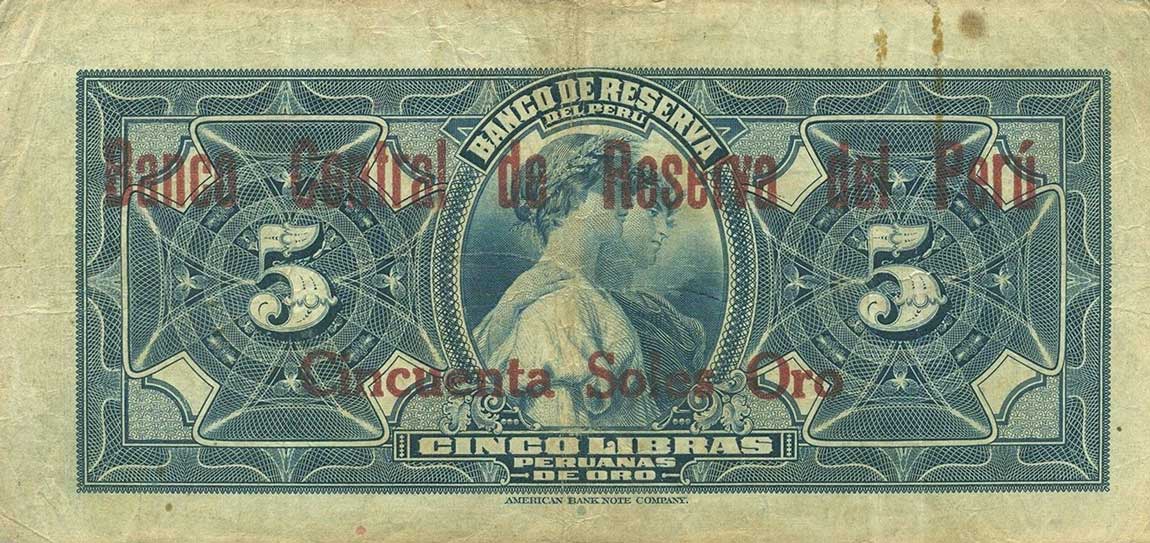 BANCO DE RESERVA
DEL PERU
Banco Central de Reserva del Perú
5 5
Cincuenta Soles Oro
CINCO LIBRAS
PERUANAS
DE ORO
AMERICAN BANK NOTE COMPANY.